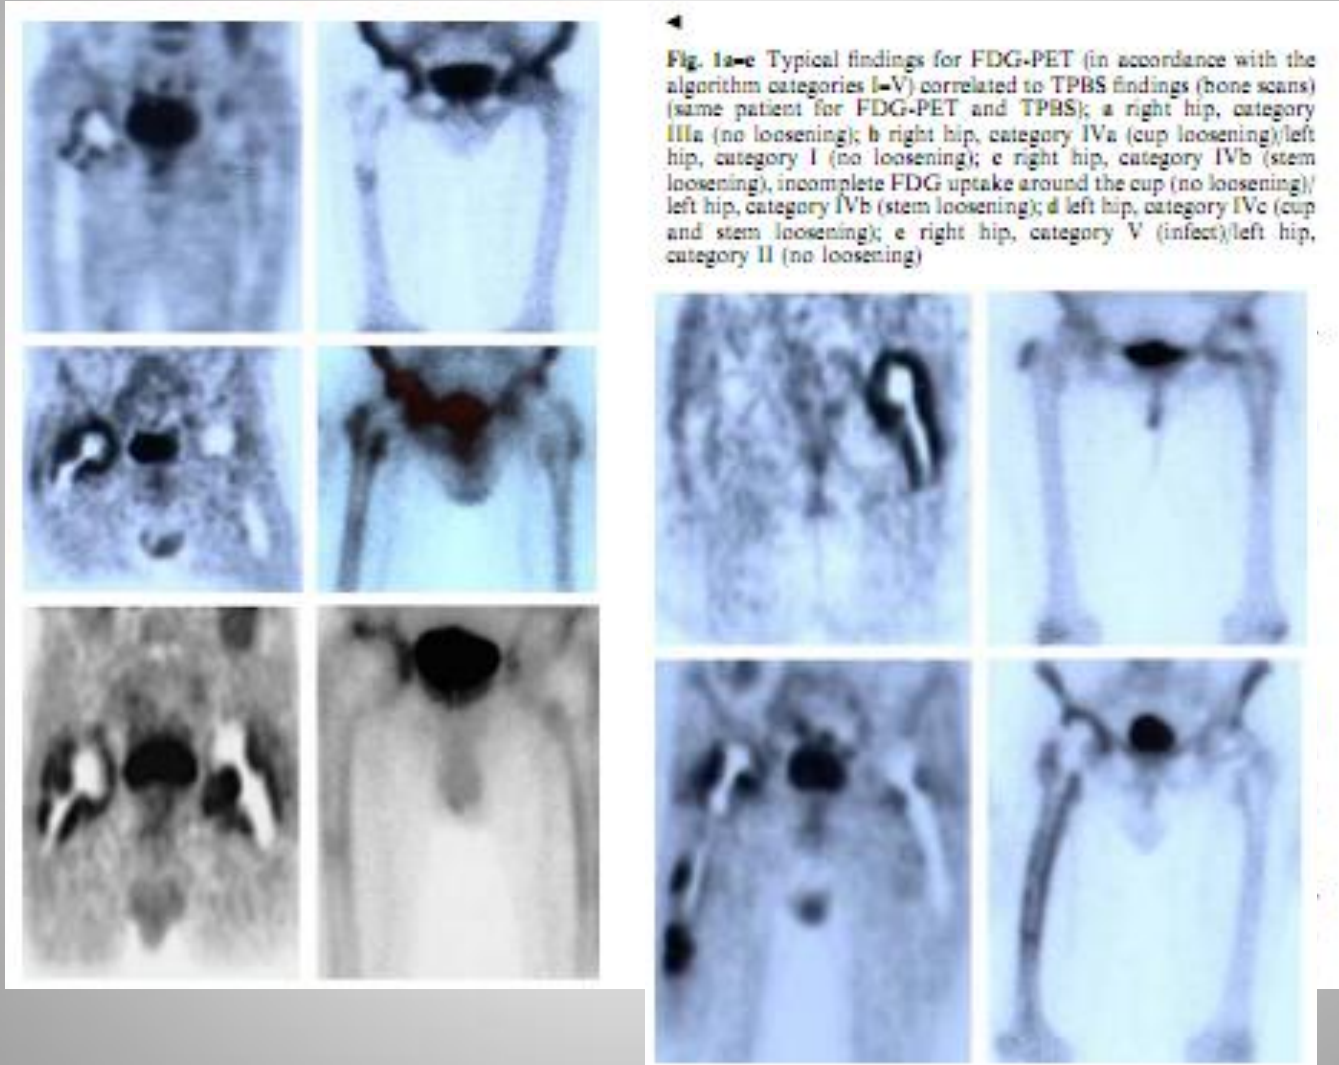 Fig. 1a–e Typical findings for FDG-PET (in accordance with the
algorithm categories I–V) correlated to TPBS findings (bone scans)
(same patient for FDG-PET and TPBS); a right hip, category
IIIa (no loosening); b right hip, category IVa (cup loosening)/left
hip, category I (no loosening); c right hip, category IVb (stem
loosening), incomplete FDG uptake around the cup (no loosening)/
left hip, category IVb (stem loosening); d left hip, category IVc (cup
and stem loosening); e right hip, category V (infect)/left hip,
category II (no loosening)